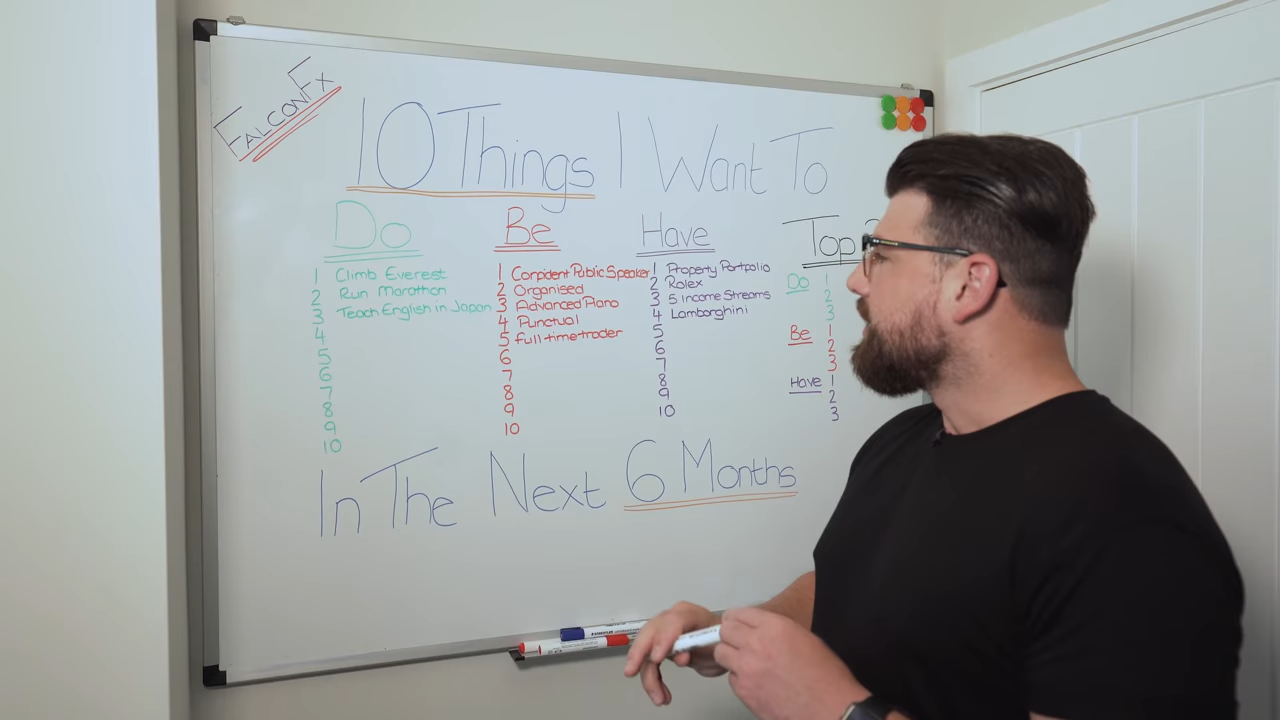 FALCONFX
10 Things I Want To
Do
1 Climb Everest
2 Run Marathon
3 Teach English in Japan
4
5
6
7
8
9
10
Be
1 Confident Public Speaker
2 Organised
3 Advanced Piano
4 Punctual
5 full-time trader
6
7
8
9
10
Have
1 Property Portfolio
2 Rolex
3 5 Income Streams
4 Lamborghini
5
6
7
8
9
10
Top
Do 1
2
3
Be 1
2
3
Have 1
2
3
In The Next 6 Months